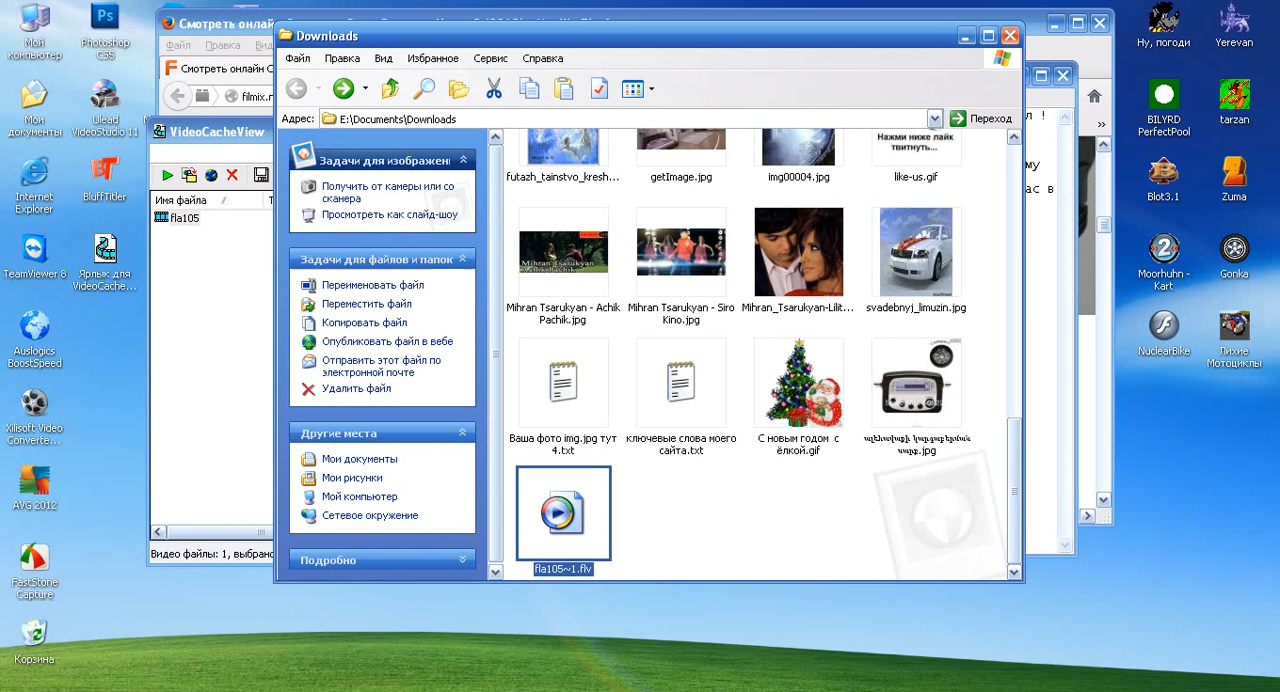 Мой
компьютер
Photoshop
CS5
Мои
документы
Ulead
VideoStudio 11
Internet
Explorer
BluffTitler
TeamViewer 8
Ярлык для
VideoCache...
Auslogics
BoostSpeed
Xilisoft Video
Converte...
AVG 2012
FastStone
Capture
Корзина
Смотреть онлайн
Файл Правка Вид
Смотреть онлайн С
filmix.n
VideoCacheView
Имя файла
fla105
Видео файлы: 1, выбрано
Downloads
Файл Правка Вид Избранное Сервис Справка
Адрес: E:\Documents\Downloads Переход
Задачи для изображени
Получить от камеры или со
сканера
Просмотреть как слайд-шоу
Задачи для файлов и папок
Переименовать файл
Переместить файл
Копировать файл
Опубликовать файл в вебе
Отправить этот файл по
электронной почте
Удалить файл
Другие места
Мои документы
Мои рисунки
Мой компьютер
Сетевое окружение
Подробно
Нажми ниже лайк
твитнуть...
futazh_tainstvo_kresh... getImage.jpg img00004.jpg like-us.gif
Mihran Tsarukyan
Mihran Tsarukyan - Achik
Pachik.jpg
Mihran Tsarukyan - Siro
Kino.jpg
Mihran_Tsarukyan-Lilit...
svadebnyj_limuzin.jpg
Ваша фото img.jpg тут
4.txt
ключевые слова моего
сайта.txt
С новым годом с
ёлкой.gif
fla105~1.flv
л !
му
ас в
Ну, погоди
Yerevan
BILYRD
PerfectPool
tarzan
Blot3.1
Zuma
Moorhuhn -
Kart
Gonka
NuclearBike
Лихие
Мотоциклы